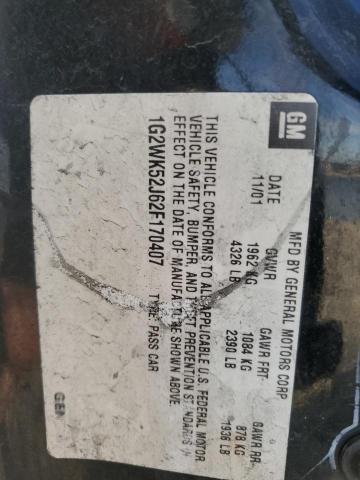 GM
MFD BY GENERAL MOTORS CORP
DATE GVWR GAWR FRT GAWR RR
11/01 1962 KG 1084 KG 878 KG
4326 LB 2390 LB 1936 LB
THIS VEHICLE CONFORMS TO ALL APPLICABLE U.S. FEDERAL MOTOR
VEHICLE SAFETY, BUMPER, AND THEFT PREVENTION STANDARDS IN
EFFECT ON THE DATE OF MANUFACTURE SHOWN ABOVE.
1G2WK52J62F170407 TYPE: PASS CAR